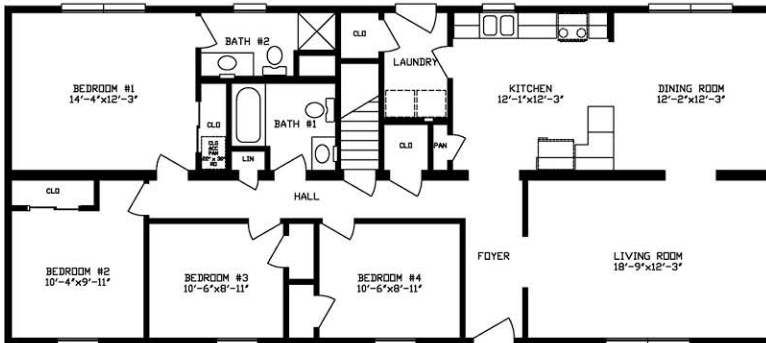 BEDROOM #1
14'-4"x12'-3"
BATH #2
CLO
LAUNDRY
KITCHEN
12'-1"x12'-3"
DINING ROOM
12'-2"x12'-3"
CLO
BATH #1
LIN
CLO
PAN
CLO
HALL
BEDROOM #2
10'-4"x9'-11"
BEDROOM #3
10'-6"x8'-11"
BEDROOM #4
10'-6"x8'-11"
FOYER
LIVING ROOM
18'-9"x12'-3"